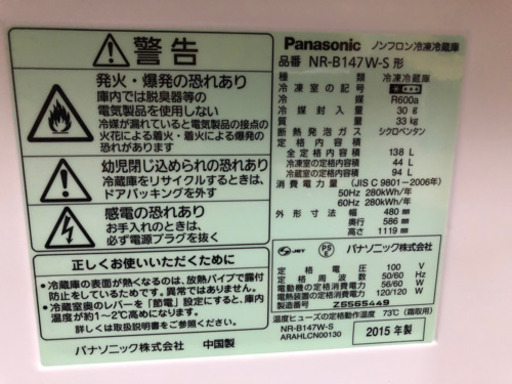 警告
発火・爆発の恐れあり
庫内では脱臭器等の
電気製品を使用しない
冷媒が漏れていると電気製品の接点の
火花による着火・着火による爆発の
恐れがあります
幼児閉じ込められの恐れあり
冷蔵庫をリサイクルするときは、
ドアパッキングを外す
感電の恐れあり
お手入れのときは、
必ず電源プラグを抜く
正しくお使いいただくために
・冷蔵庫の表面が熱くなるのは、放熱パイプで露付
防止をしているためです。異常ではありません。
・冷蔵室奥のレバーを「節電」設定にすると、庫内
温度が約1～2℃高めになります。
パナソニック株式会社 中国製
Panasonic ノンフロン冷凍冷蔵庫
品番 NR-B147W-S 形
種類 冷凍冷蔵庫
冷凍室の記号
冷媒 R600a
冷媒封入量 30 g
質量 33 kg
断熱発泡ガス シクロペンタン
定格内容積
全定格内容積 138 L
冷凍室の定格内容積 44 L
冷蔵室の定格内容積 94 L
消費電力量 (JIS C 9801-2006年)
50Hz 280kWh/年
60Hz 280kWh/年
外形寸法 幅 480 mm
奥行 586 mm
高さ 1119 mm
JET PS E パナソニック株式会社
定格電圧 100 V
定格周波数 50/60 Hz
電動機の定格消費電力 56/60 W
電熱装置の定格消費電力 120/120 W
製造番号 Z5565449
温度ヒューズの定格動作温度 73℃(霜取用)
NR-B147W-S
ARAHLCN00130 2015年製